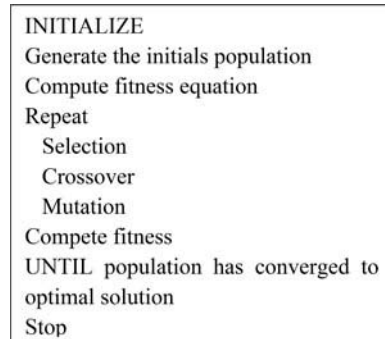 INITIALIZE
Generate the initials population
Compute fitness equation
Repeat
Selection
Crossover
Mutation
Compete fitness
UNTIL population has converged to
optimal solution
Stop